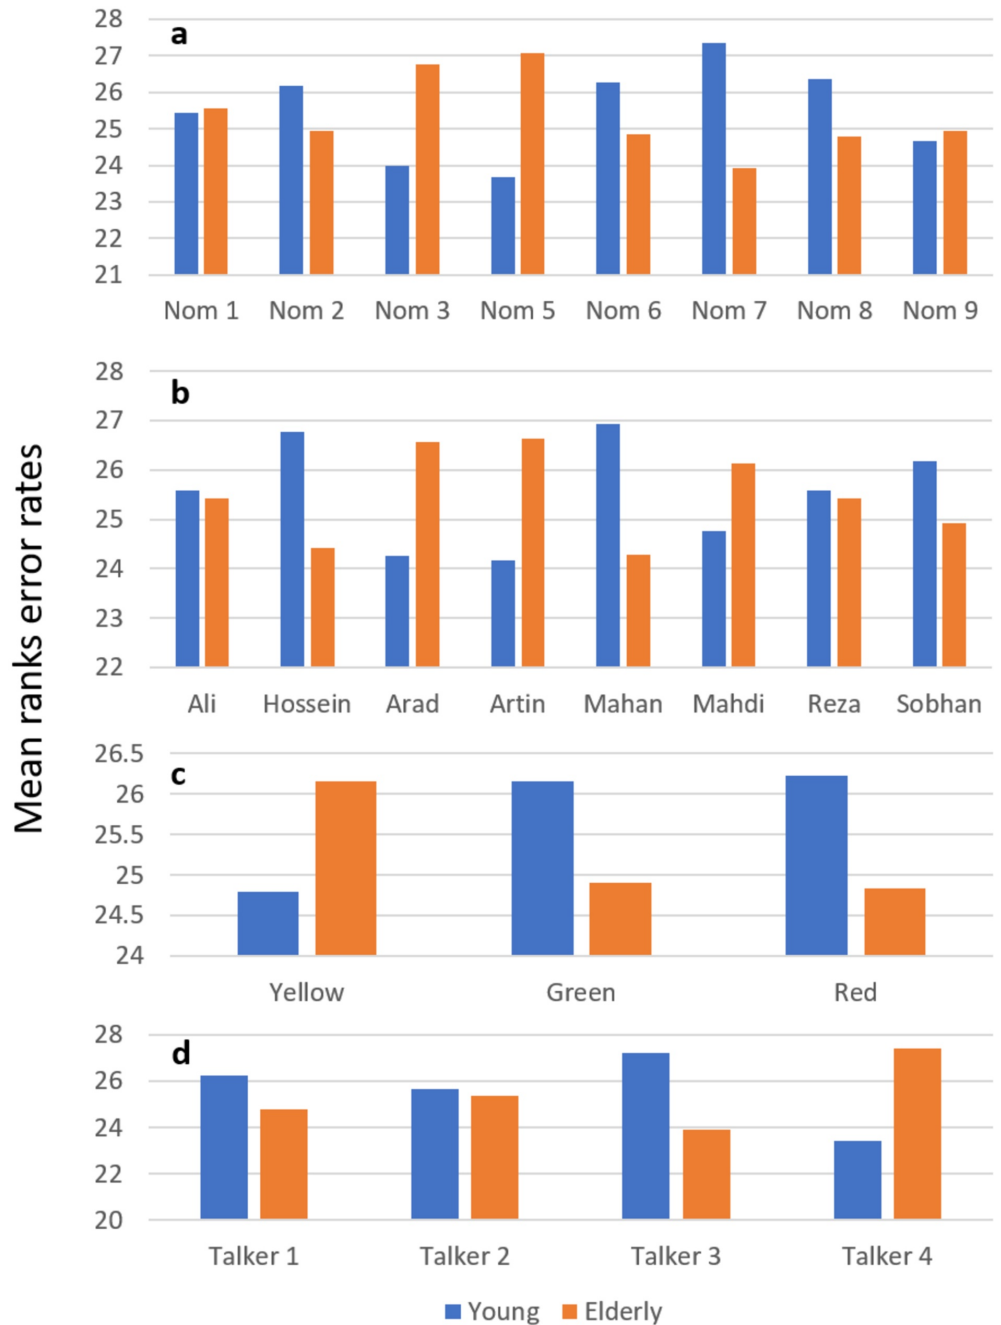 Mean ranks error rates
a
28
27
26
25
24
23
22
21
Nom 1 Nom 2 Nom 3 Nom 5 Nom 6 Nom 7 Nom 8 Nom 9
b
28
27
26
25
24
23
22
Ali Hossein Arad Artin Mahan Mahdi Reza Sobhan
c
26.5
26
25.5
25
24.5
24
Yellow Green Red
d
28
26
24
22
20
Talker 1 Talker 2 Talker 3 Talker 4
Young Elderly